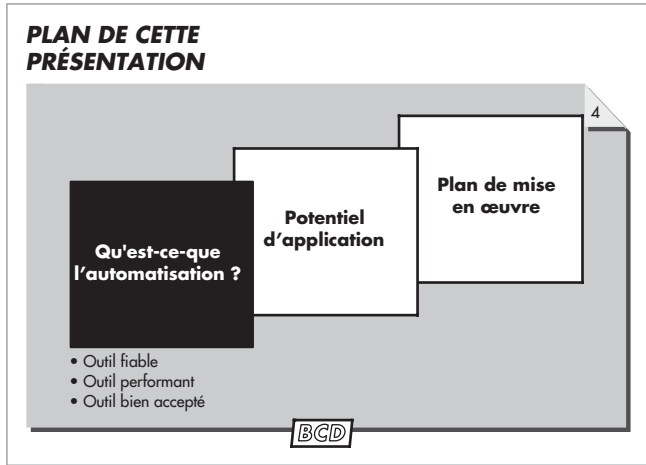 PLAN DE CETTE
PRÉSENTATION
4
Qu'est-ce-que
l'automatisation ?
Potentiel
d'application
Plan de mise
en œuvre
• Outil fiable
• Outil performant
• Outil bien accepté
BCD